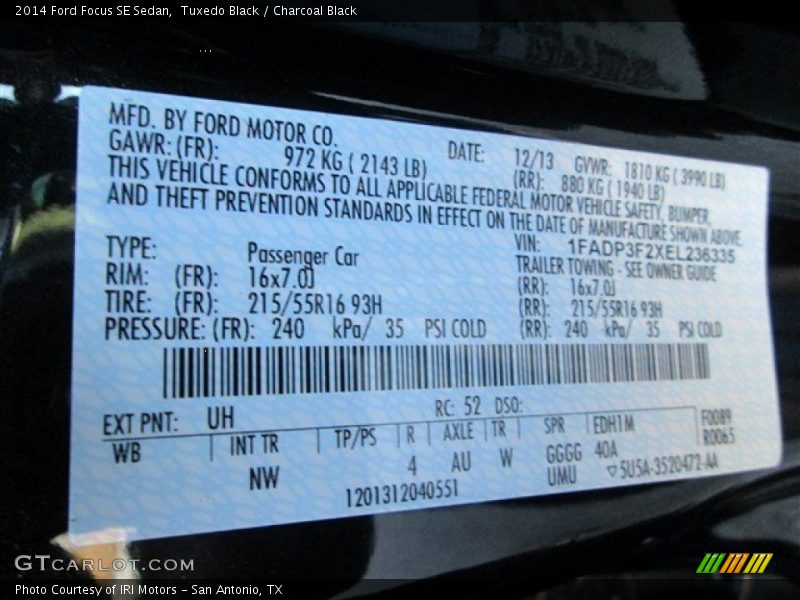 2014 Ford Focus SE Sedan,  Tuxedo Black / Charcoal Black
MFD. BY FORD MOTOR CO.
DATE: 12/13 GVWR: 1810 KG ( 3990 LB)
GAWR: (FR): 972 KG ( 2143 LB) (RR): 880 KG ( 1940 LB)
THIS VEHICLE CONFORMS TO ALL APPLICABLE FEDERAL MOTOR VEHICLE SAFETY, BUMPER,
AND THEFT PREVENTION STANDARDS IN EFFECT ON THE DATE OF MANUFACTURE SHOWN ABOVE.
VIN: 1FADP3F2XEL236335
TYPE: Passenger Car TRAILER TOWING - SEE OWNER GUIDE
RIM: (FR): 16x7.0J (RR): 16x7.0J
TIRE: (FR): 215/55R16 93H (RR): 215/55R16 93H
PRESSURE: (FR): 240 kPa/ 35 PSI COLD (RR): 240 kPa/ 35 PSI COLD
EXT PNT: UH RC: 52 DSO: F0089
WB INT TR TP/PS R AXLE TR SPR EDH1M R0065
NW 4 AU W GGGG 40A
UMU ▽5U5A-3520472-AA
1201312040551
GTCARLOT.COM
Photo Courtesy of IRI Motors – San Antonio, TX